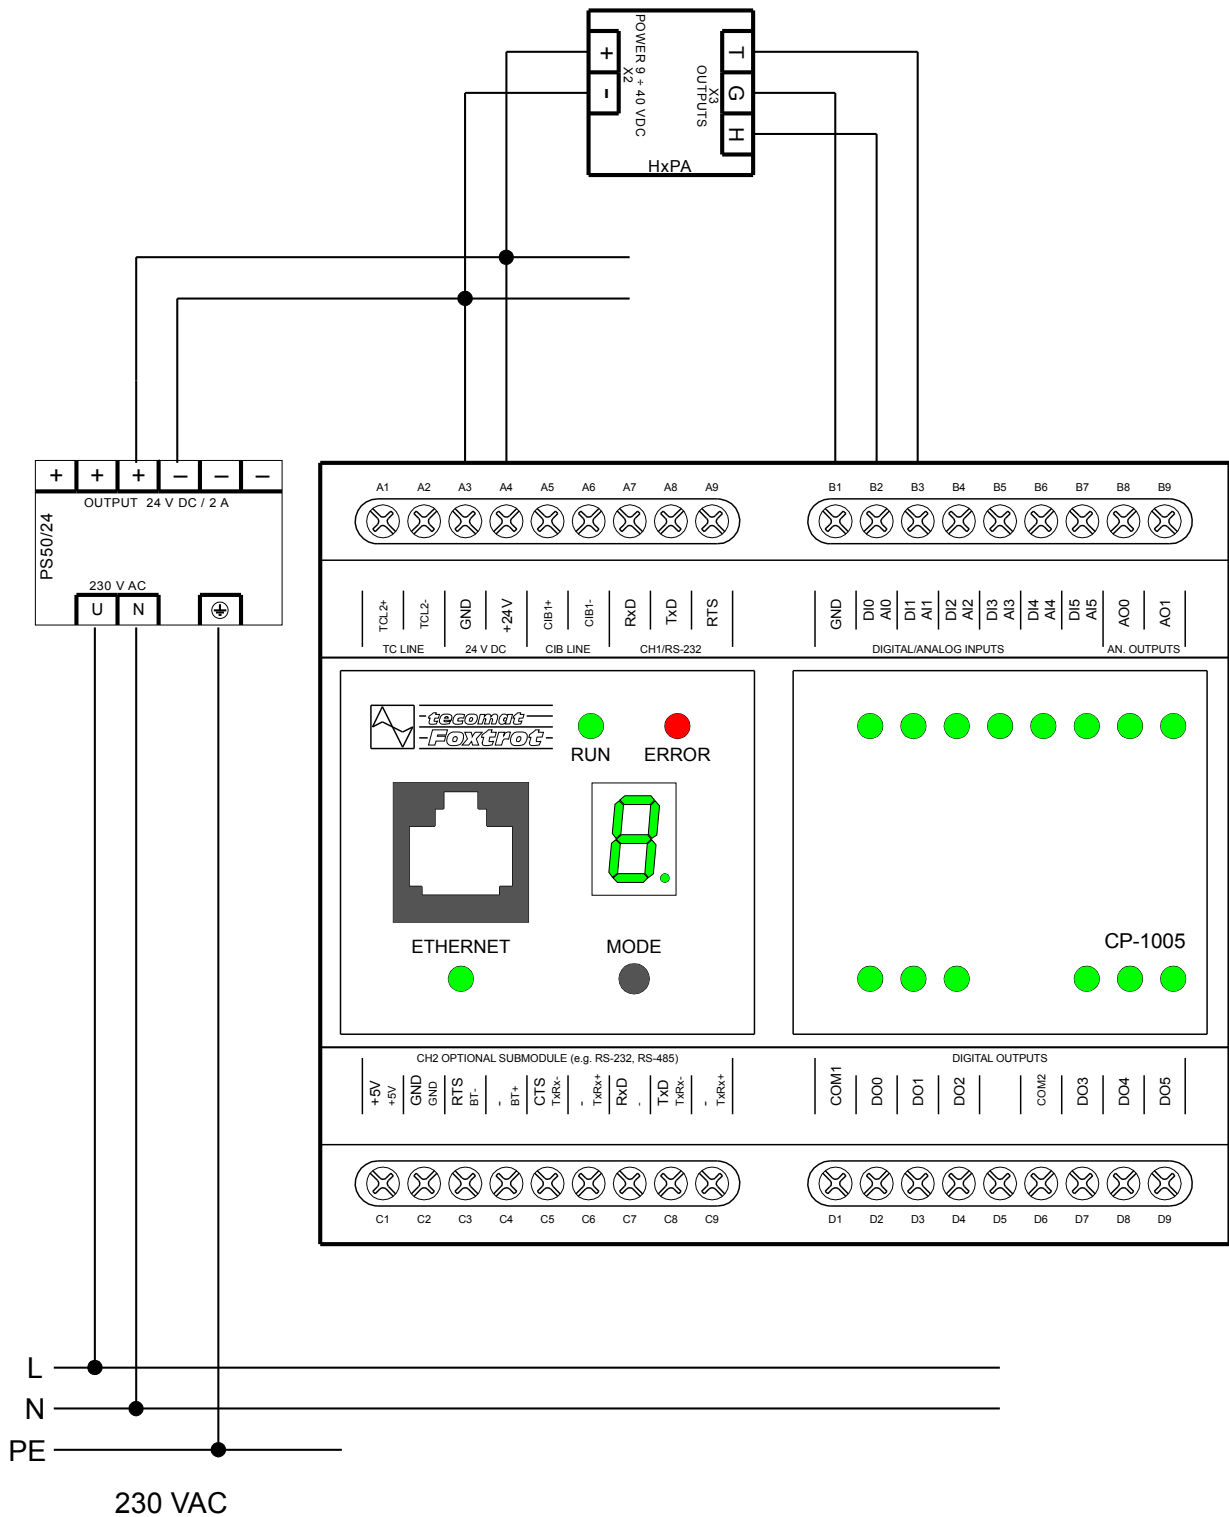 POWER 9 ÷ 40 VDC
X2
+
-
X3
OUTPUTS
T
G
H
HxPA
+ + + – – –
OUTPUT 24 V DC / 2 A
PS50/24
230 V AC
U N
A1 A2 A3 A4 A5 A6 A7 A8 A9
B1 B2 B3 B4 B5 B6 B7 B8 B9
TCL2+ TCL2- GND +24V CIB1+ CIB1- RxD TxD RTS
TC LINE 24 V DC CIB LINE CH1/RS-232
GND DI0 AI0 DI1 AI1 DI2 AI2 DI3 AI3 DI4 AI4 DI5 AI5 AO0 AO1
DIGITAL/ANALOG INPUTS AN. OUTPUTS
tecomat
Foxtrot
RUN ERROR
8.
ETHERNET MODE
CP-1005
CH2 OPTIONAL SUBMODULE (e.g. RS-232, RS-485)
+5V GND RTS - CTS - RxD TxD -
+5V GND BT- BT+ TxRx- TxRx+ - TxRx- TxRx+
DIGITAL OUTPUTS
COM1 DO0 DO1 DO2 COM2 DO3 DO4 DO5
C1 C2 C3 C4 C5 C6 C7 C8 C9
D1 D2 D3 D4 D5 D6 D7 D8 D9
L
N
PE
230 VAC